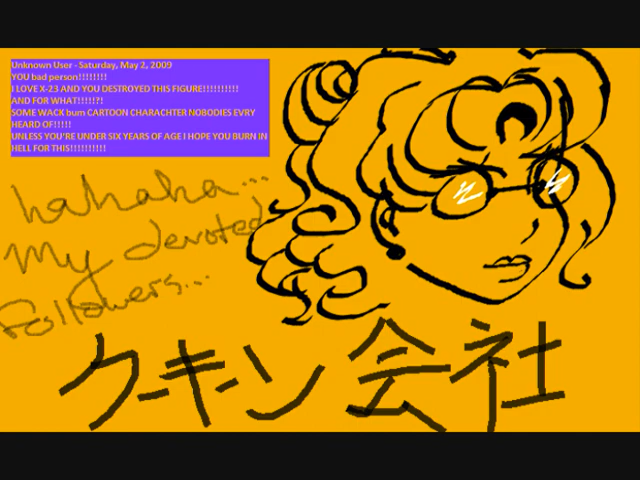 Unknown User - Saturday, May 2, 2009
YOU bad person!!!!!!!!
I LOVE X-23 AND YOU DESTROYED THIS FIGURE!!!!!!!!!!
AND FOR WHAT!!!!!?!
SOME WACK bum CARTOON CHARACHTER NOBODIES EVRY
HEARD OF!!!!!
UNLESS YOU'RE UNDER SIX YEARS OF AGE I HOPE YOU BURN IN
HELL FOR THIS!!!!!!!!!!
hahaha...
my devoted
followers...
クーキーン 会社